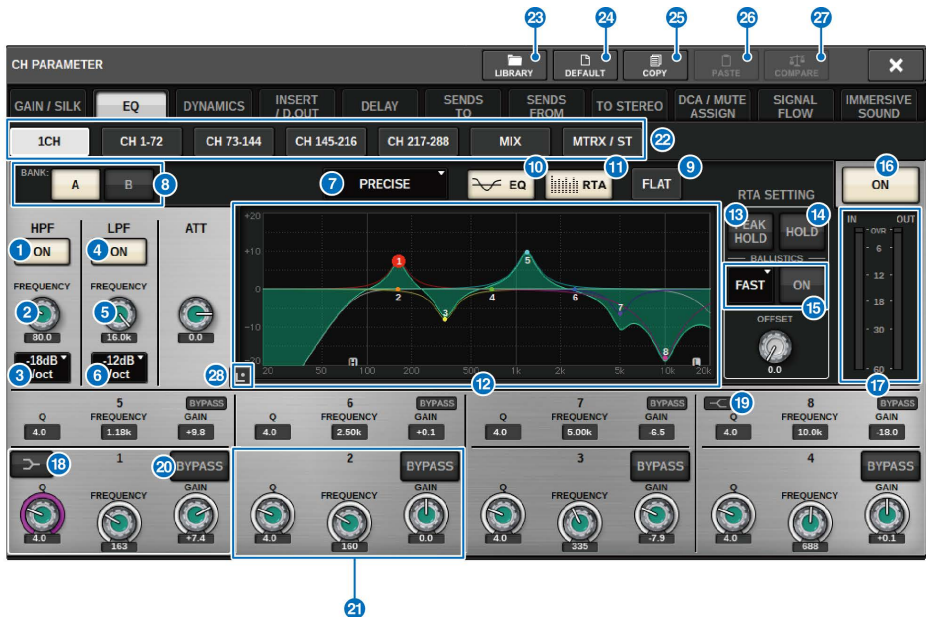 23 24 25 26 27
CH PARAMETER LIBRARY DEFAULT COPY PASTE COMPARE
GAIN / SILK EQ DYNAMICS INSERT / D.OUT DELAY SENDS TO SENDS FROM TO STEREO DCA / MUTE ASSIGN SIGNAL FLOW IMMERSIVE SOUND
1CH CH 1-72 CH 73-144 CH 145-216 CH 217-288 MIX MTRX / ST 22
BANK: A B 8 7 PRECISE 10 EQ 11 RTA 9 FLAT 16 ON
RTA SETTING
HPF LPF ATT
1 ON 4 ON
13 PEAK HOLD 14 HOLD
BALLISTICS
FAST ON 15
OFFSET
0.0
IN OUT
OVR
6
12
18
30
60
17
FREQUENCY FREQUENCY
2 5
80.0 16.0k 0.0
3 -18dB /oct 6 -12dB /oct
28
+20
+10
0
-10
-20
1 2 3 4 5 6 7 8
H L
20 50 100 200 500 1k 2k 5k 10k 20k
12
5 BYPASS 6 BYPASS 7 BYPASS 19 8 BYPASS
Q FREQUENCY GAIN Q FREQUENCY GAIN Q FREQUENCY GAIN Q FREQUENCY GAIN
4.0 1.18k +9.8 4.0 2.50k +0.1 4.0 5.00k -6.5 4.0 10.0k -18.0
18 1 20 BYPASS 2 BYPASS 3 BYPASS 4 BYPASS
Q FREQUENCY GAIN Q FREQUENCY GAIN Q FREQUENCY GAIN Q FREQUENCY GAIN
4.0 163 +7.4 4.0 160 0.0 4.0 335 -7.9 4.0 688 +0.1
21